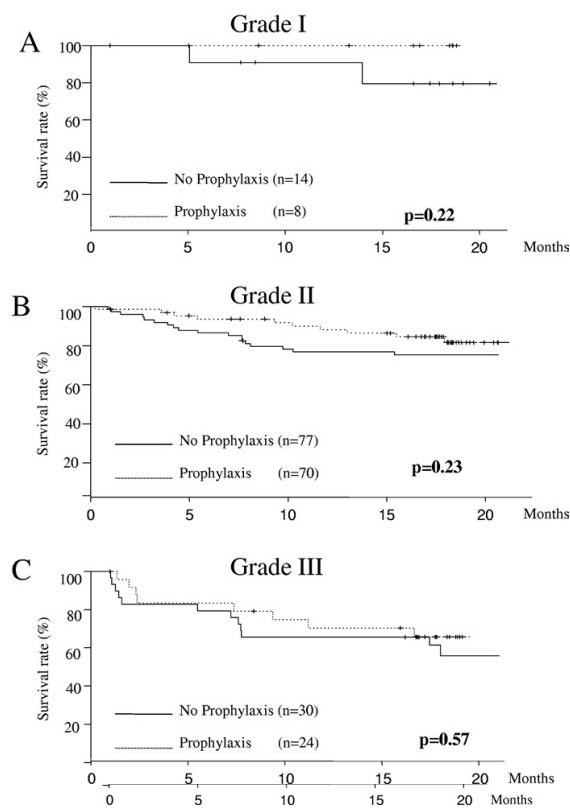 A
Grade I
Survival rate (%)
100
80
60
40
20
No Prophylaxis (n=14)
Prophylaxis (n=8)
p=0.22
0 5 10 15 20 Months
B
Grade II
Survival rate (%)
100
80
60
40
20
No Prophylaxis (n=77)
Prophylaxis (n=70)
p=0.23
0 5 10 15 20 Months
C
Grade III
Survival rate (%)
100
80
60
40
20
No Prophylaxis (n=30)
Prophylaxis (n=24)
p=0.57
0 5 10 15 20 Months
0 5 10 15 20